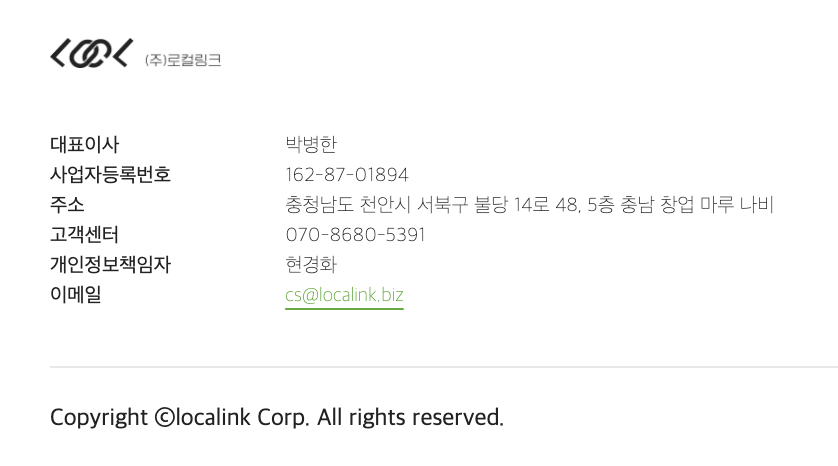 (주)로컬링크
대표이사 박병한
사업자등록번호 162-87-01894
주소 충청남도 천안시 서북구 불당 14로 48, 5층 충남 창업 마루 나비
고객센터 070-8680-5391
개인정보책임자 현경화
이메일 cs@localink.biz
Copyright ©localink Corp. All rights reserved.